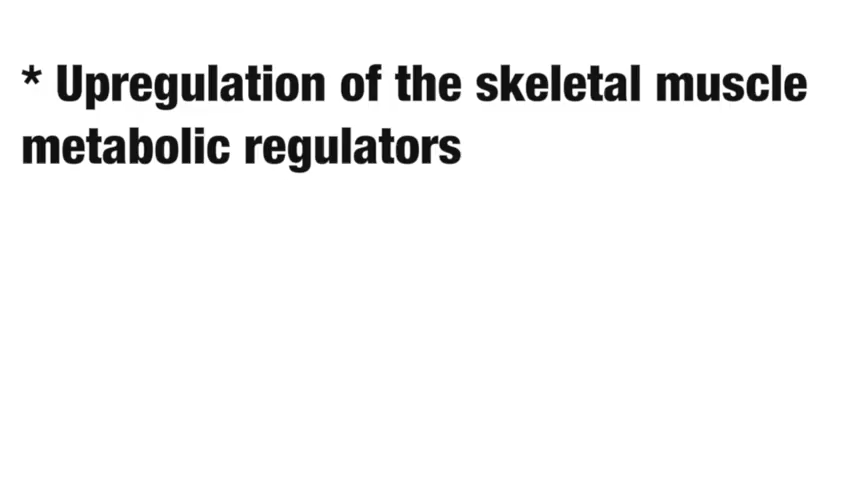 * Upregulation of the skeletal muscle
metabolic regulators